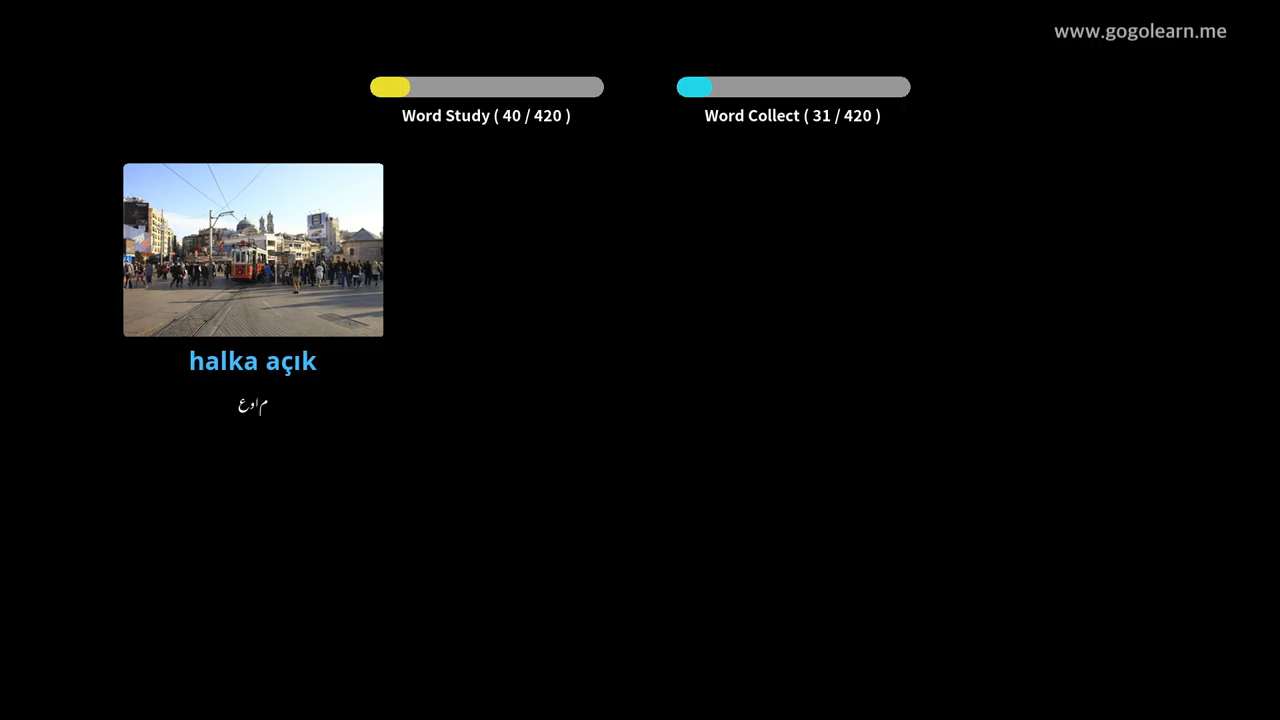 www.gogolearn.me
Word Study ( 40 / 420 )
Word Collect ( 31 / 420 )
halka açık
عوام